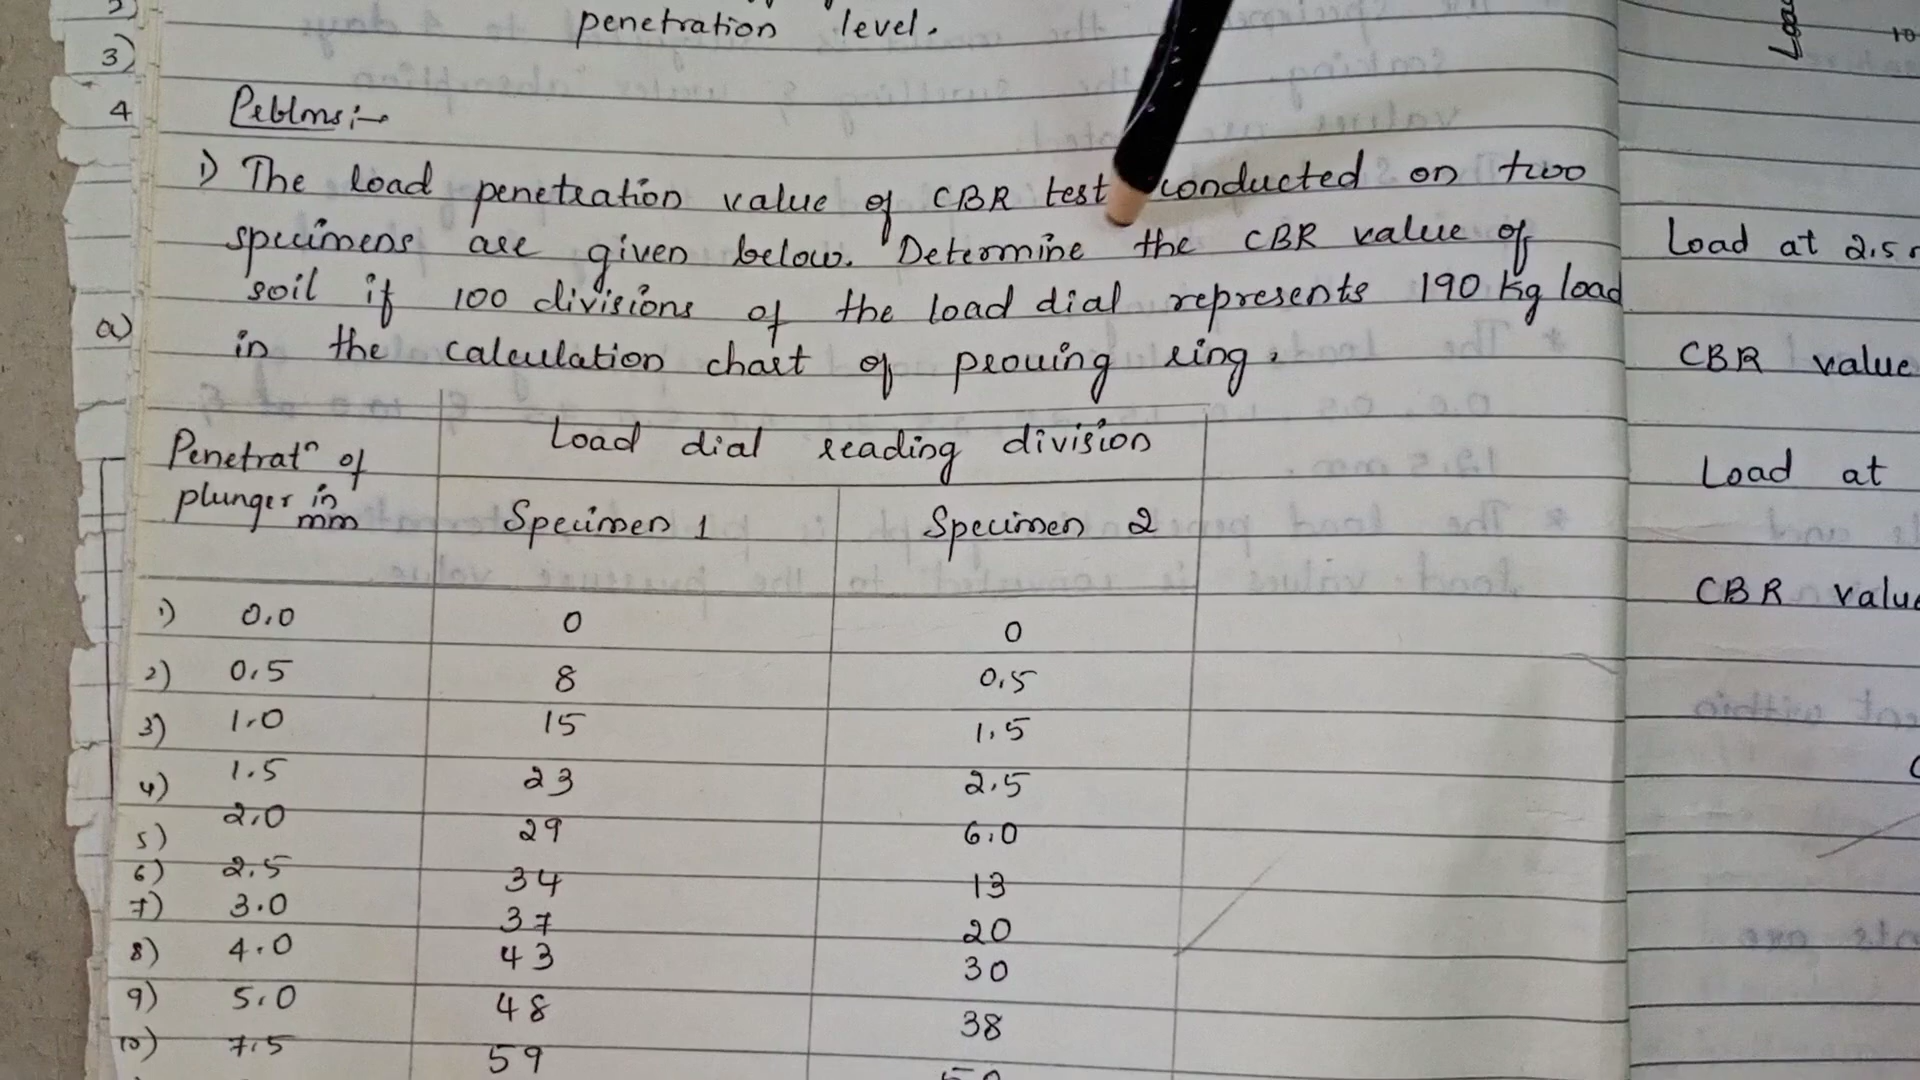 penetration level.
3)
4
Peblms:-
1) The load penetration value of CBR test conducted on two
specimens are given below. Determine the CBR value of
soil if 100 divisions of the load dial represents 190 kg load
a)
in the calculation chart of proving ring.
Penetratn of plunger in mm
Load dial reading division
Specimen 1 Specimen 2
1) 0.0 0 0
2) 0.5 8 0.5
3) 1.0 15 1.5
4) 1.5 23 2.5
5) 2.0 29 6.0
6) 2.5 34 13
7) 3.0 37 20
8) 4.0 43 30
9) 5.0 48 38
10) 7.5 59
10
Load at 2.5
CBR value
Load at
CBR value